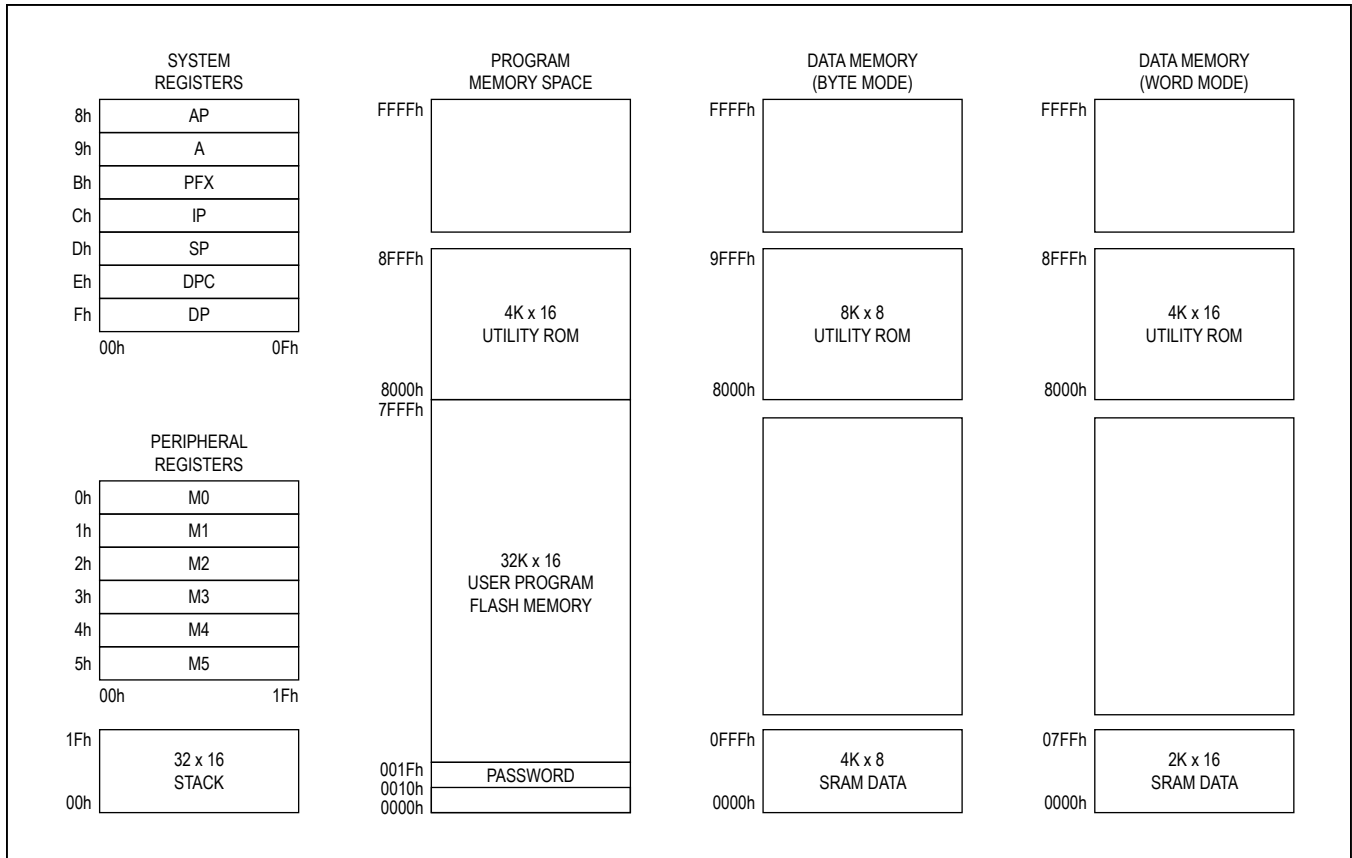 SYSTEM
REGISTERS
8h AP
9h A
Bh PFX
Ch IP
Dh SP
Eh DPC
Fh DP
00h 0Fh
PERIPHERAL
REGISTERS
0h M0
1h M1
2h M2
3h M3
4h M4
5h M5
00h 1Fh
1Fh
32 x 16
STACK
00h
PROGRAM
MEMORY SPACE
FFFFh
8FFFh
4K x 16
UTILITY ROM
8000h
7FFFh
32K x 16
USER PROGRAM
FLASH MEMORY
001Fh
PASSWORD
0010h
0000h
DATA MEMORY
(BYTE MODE)
FFFFh
9FFFh
8K x 8
UTILITY ROM
8000h
0FFFh
4K x 8
SRAM DATA
0000h
DATA MEMORY
(WORD MODE)
FFFFh
8FFFh
4K x 16
UTILITY ROM
8000h
07FFh
2K x 16
SRAM DATA
0000h